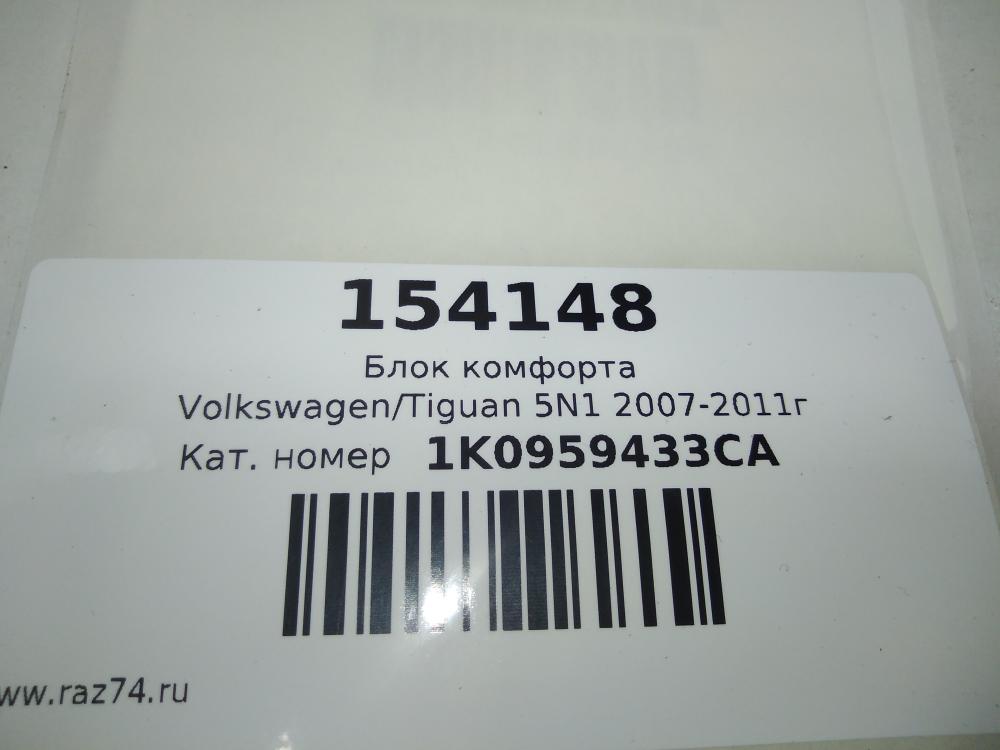 154148
Блок комфорта
Volkswagen/Tiguan 5N1 2007-2011г
Кат. номер 1K0959433CA
www.raz74.ru